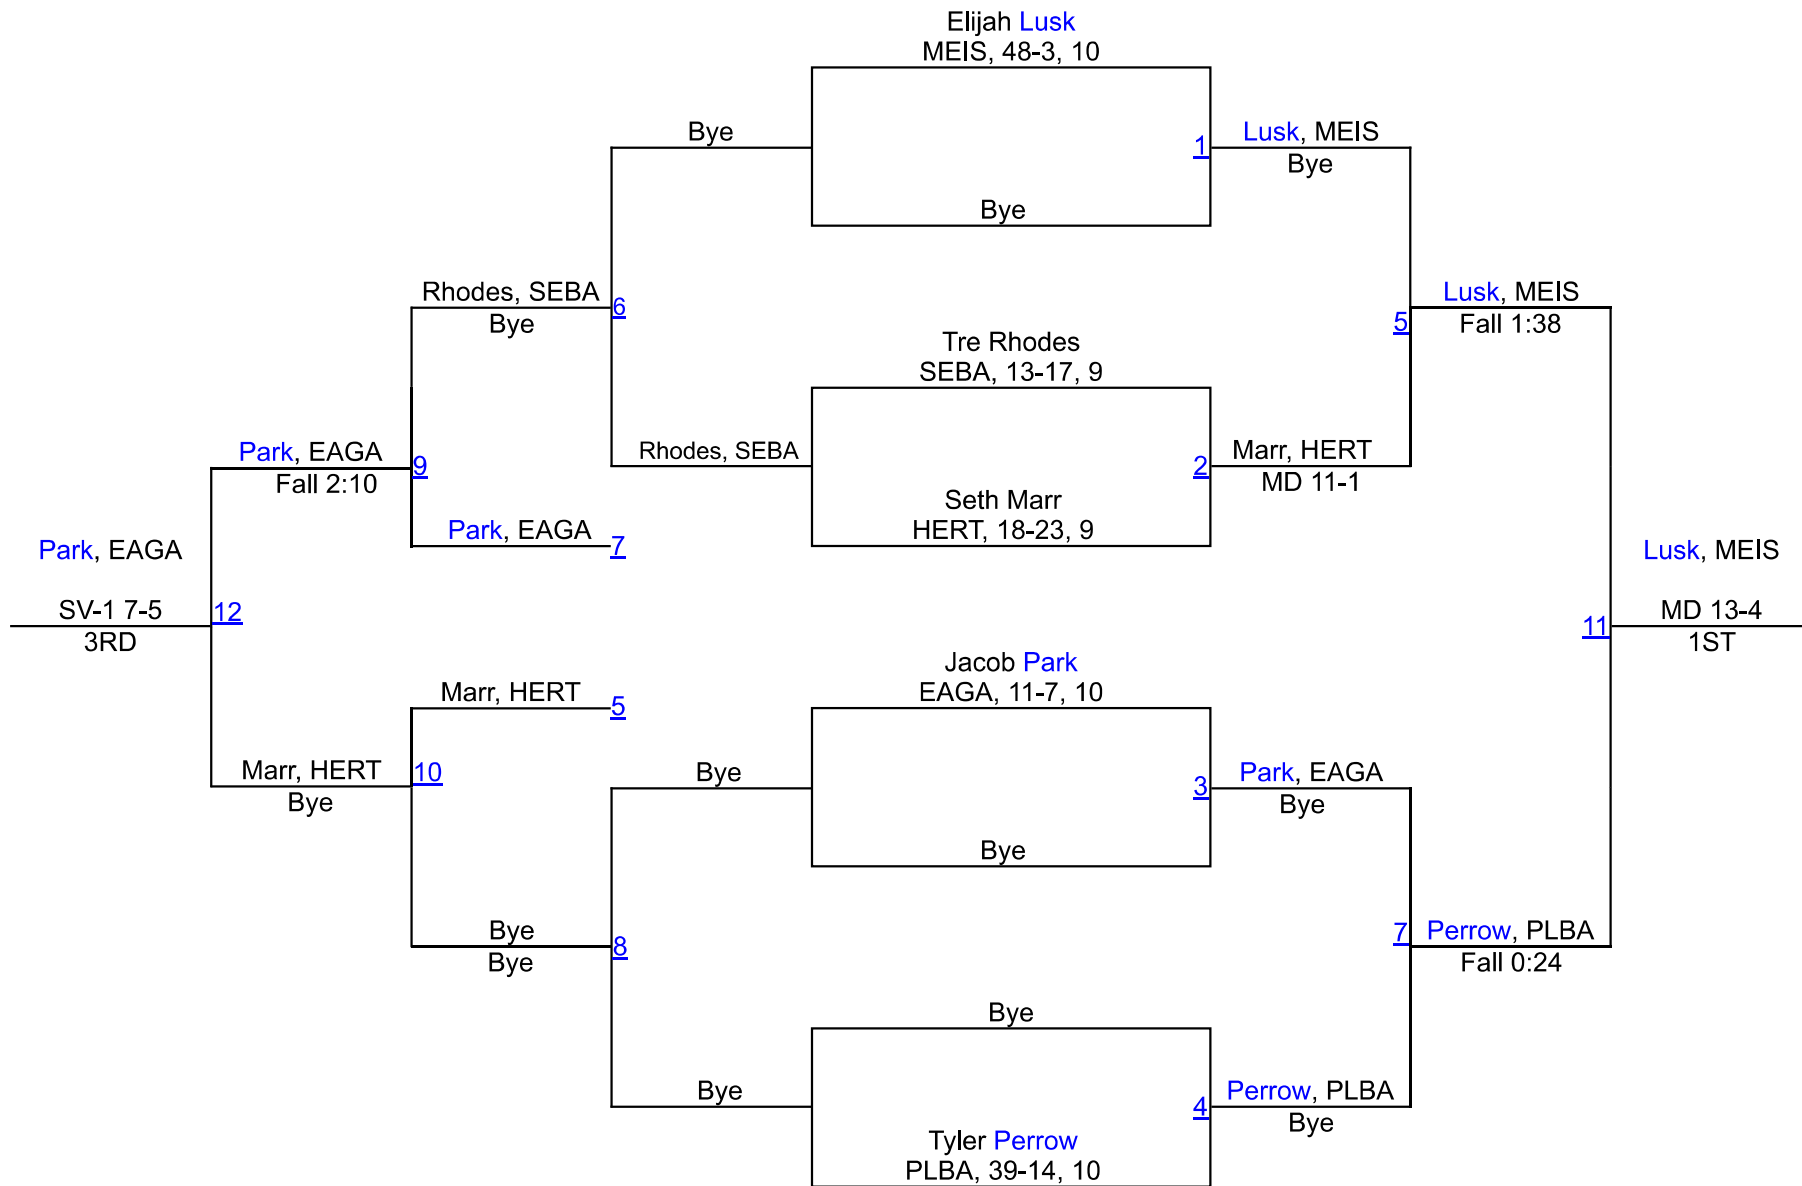 Elijah Lusk
MEIS, 48-3, 10
Bye
1
Lusk, MEIS
Bye
Bye
Rhodes, SEBA
Bye
6
Lusk, MEIS
Fall 1:38
5
Tre Rhodes
SEBA, 13-17, 9
Park, EAGA
Fall 2:10
9
Rhodes, SEBA
2
Marr, HERT
MD 11-1
Seth Marr
HERT, 18-23, 9
Park, EAGA
7
Park, EAGA
SV-1 7-5
3RD
12
Lusk, MEIS
MD 13-4
1ST
11
Jacob Park
EAGA, 11-7, 10
Marr, HERT
5
Marr, HERT
Bye
10
Bye
3
Park, EAGA
Bye
Bye
Bye
Bye
8
7
Perrow, PLBA
Fall 0:24
Bye
Bye
4
Perrow, PLBA
Bye
Tyler Perrow
PLBA, 39-14, 10